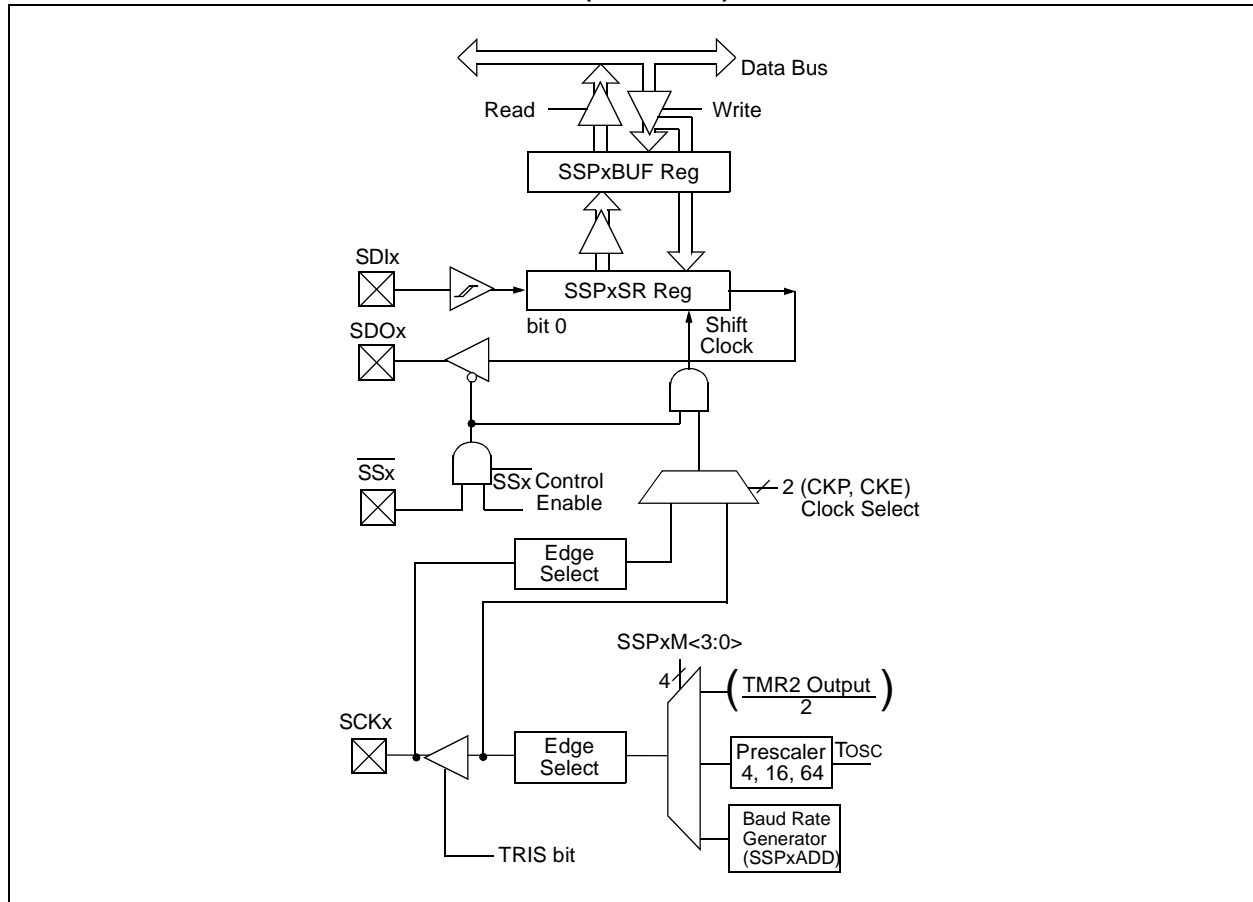 Data Bus
Read
Write
SSPxBUF Reg
SDIx
SSPxSR Reg
bit 0
Shift
Clock
SDOx
SSx
SSx Control
Enable
2 (CKP, CKE)
Clock Select
Edge
Select
SSPxM<3:0>
4
(TMR2 Output)
2
SCKx
Edge
Select
Prescaler
4, 16, 64
TOSC
Baud Rate
Generator
(SSPxADD)
TRIS bit